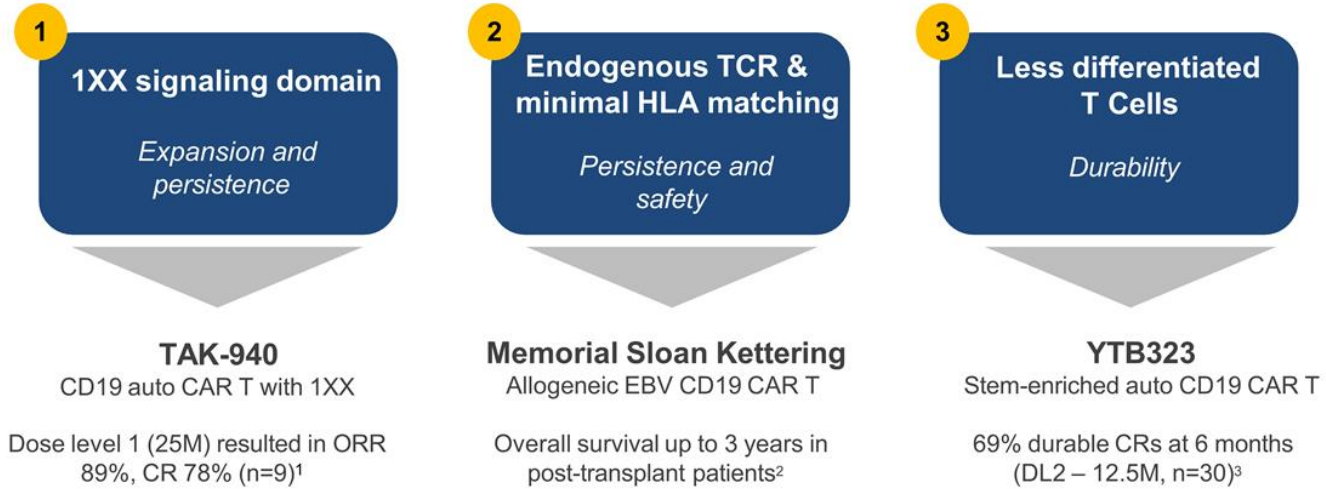 1
1XX signaling domain
Expansion and
persistence
TAK-940
CD19 auto CAR T with 1XX
Dose level 1 (25M) resulted in ORR
89%, CR 78% (n=9)¹
2
Endogenous TCR &
minimal HLA matching
Persistence and
safety
Memorial Sloan Kettering
Allogeneic EBV CD19 CAR T
Overall survival up to 3 years in
post-transplant patients²
3
Less differentiated
T Cells
Durability
YTB323
Stem-enriched auto CD19 CAR T
69% durable CRs at 6 months
(DL2 – 12.5M, n=30)³